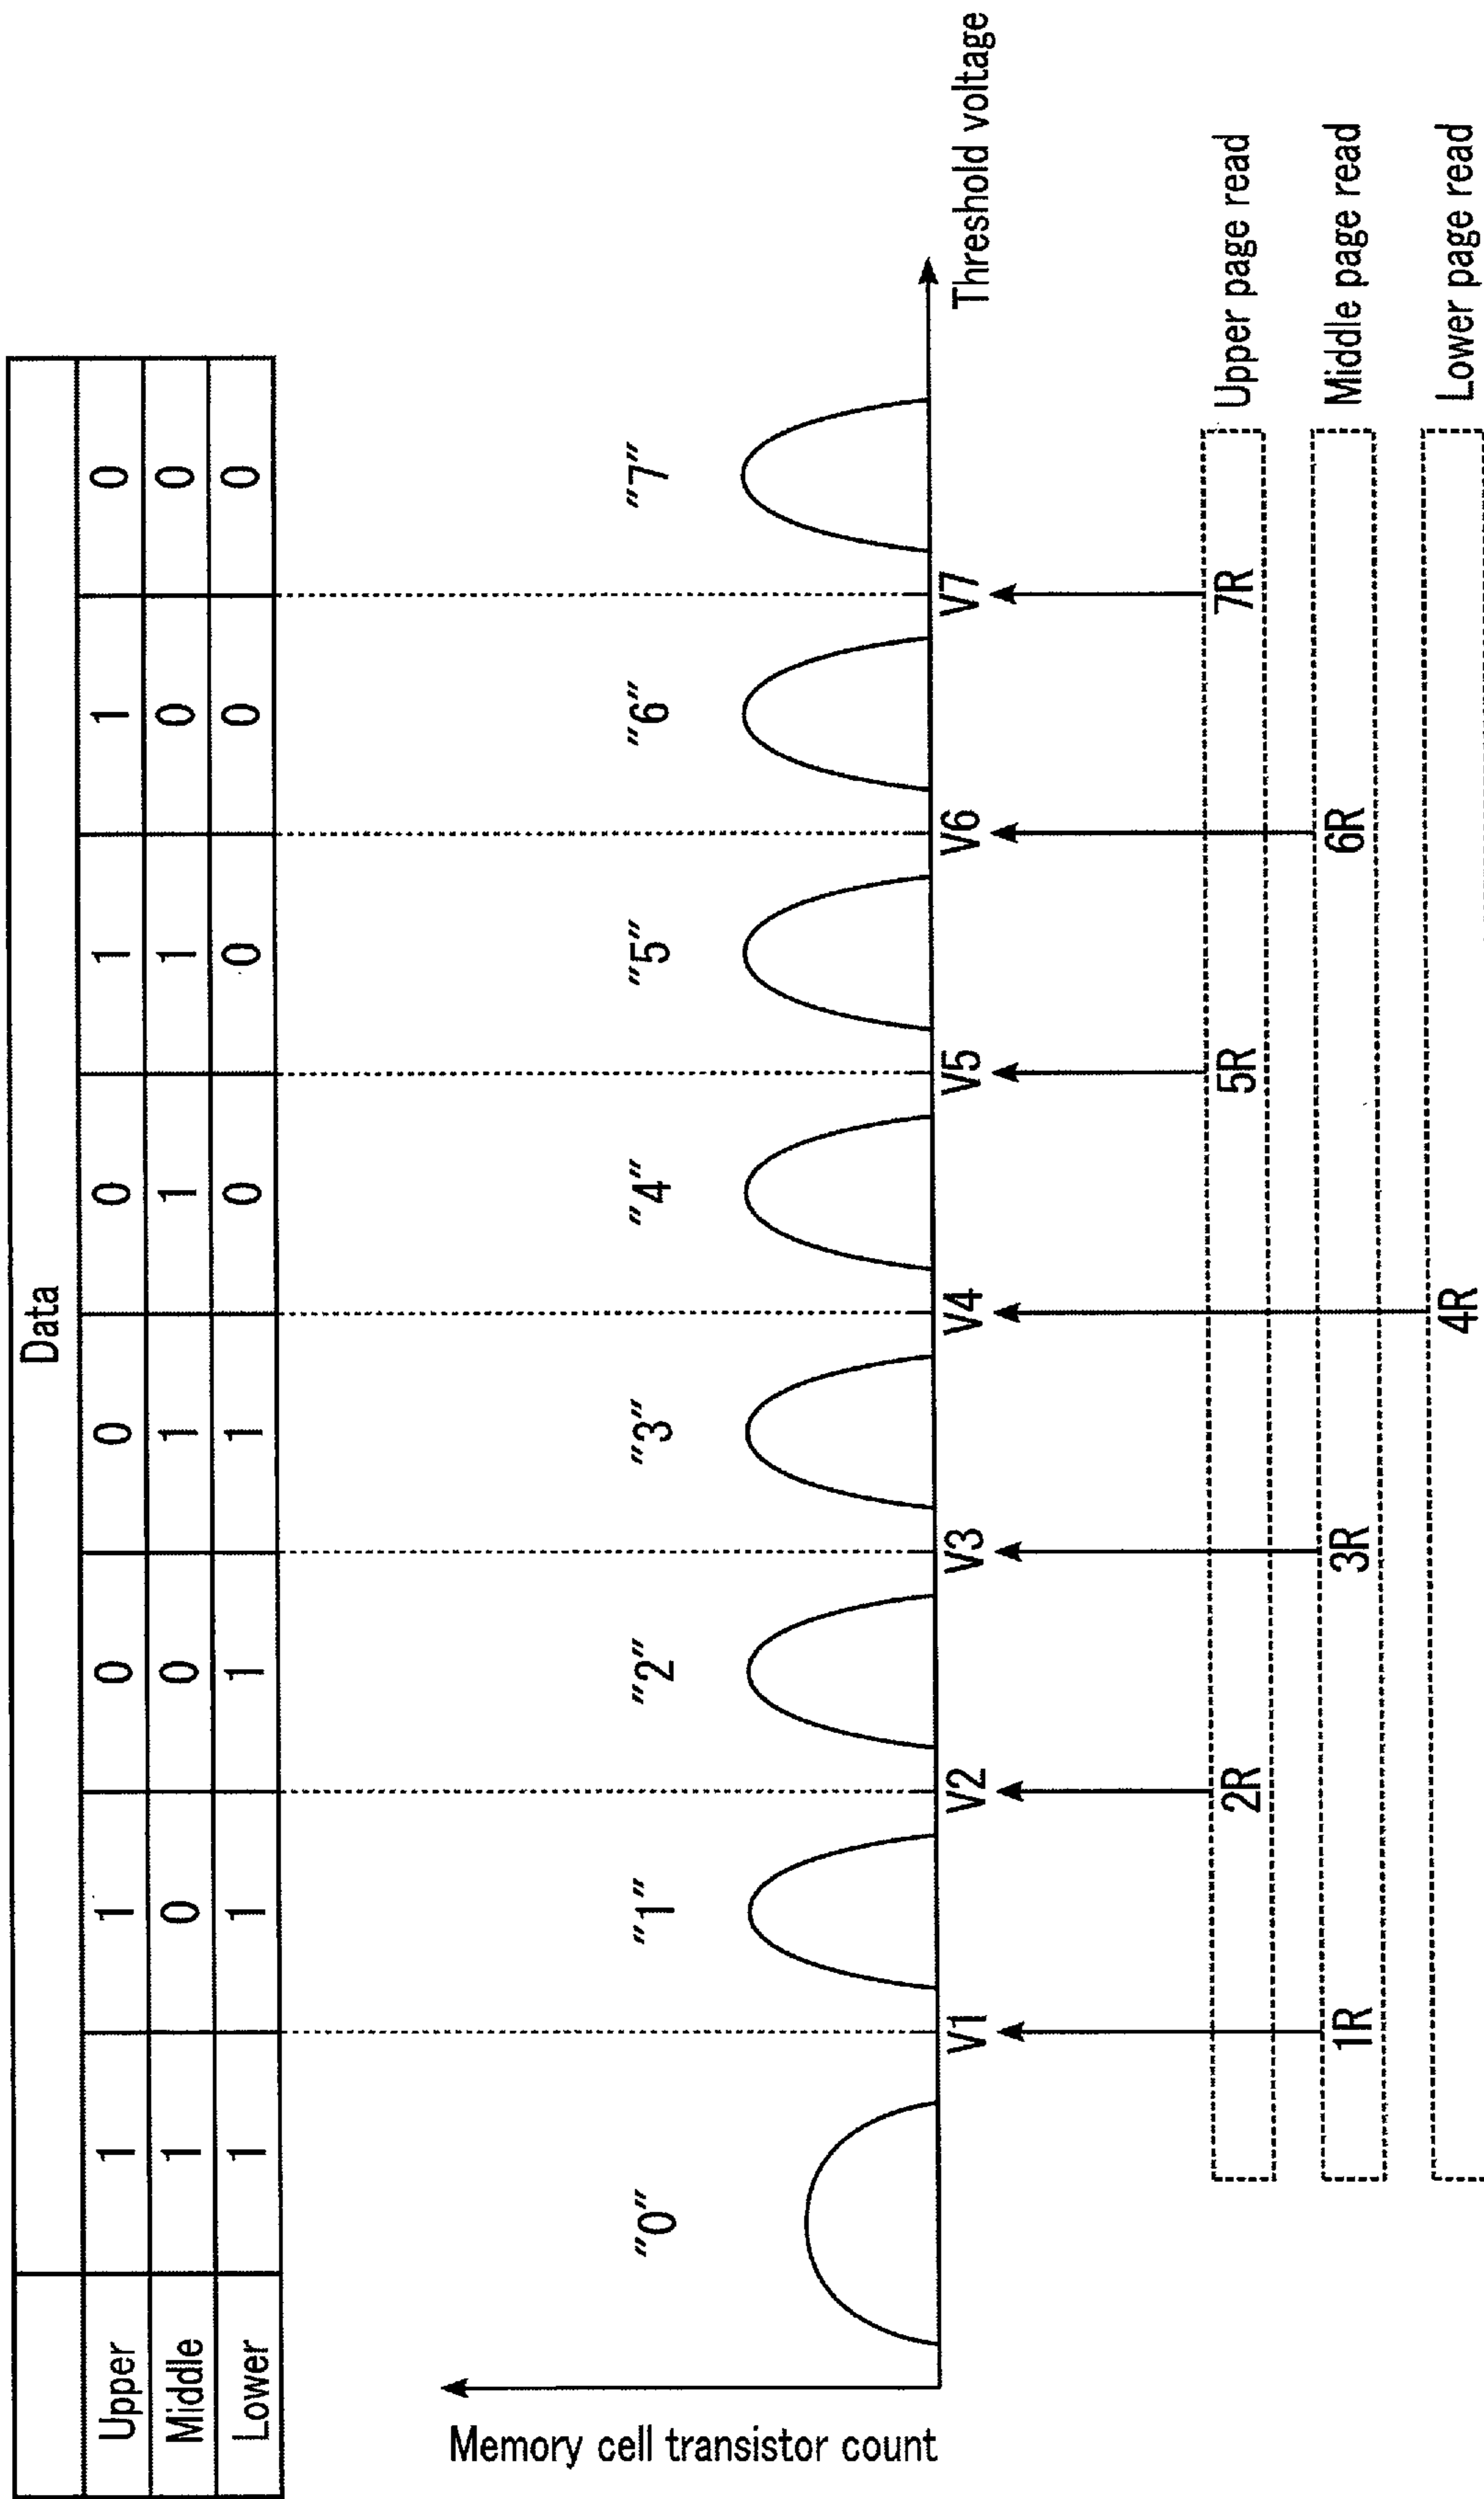 Data
Upper 1 1 0 0 0 1 1 0
Middle 1 0 0 1 1 1 0 0
Lower 1 1 1 1 0 0 0 0
"0" "1" "2" "3" "4" "5" "6" "7"
Memory cell transistor count
V1 V2 V3 V4 V5 V6 V7
Threshold voltage
2R 5R 7R Upper page read
1R 3R 6R Middle page read
4R Lower page read